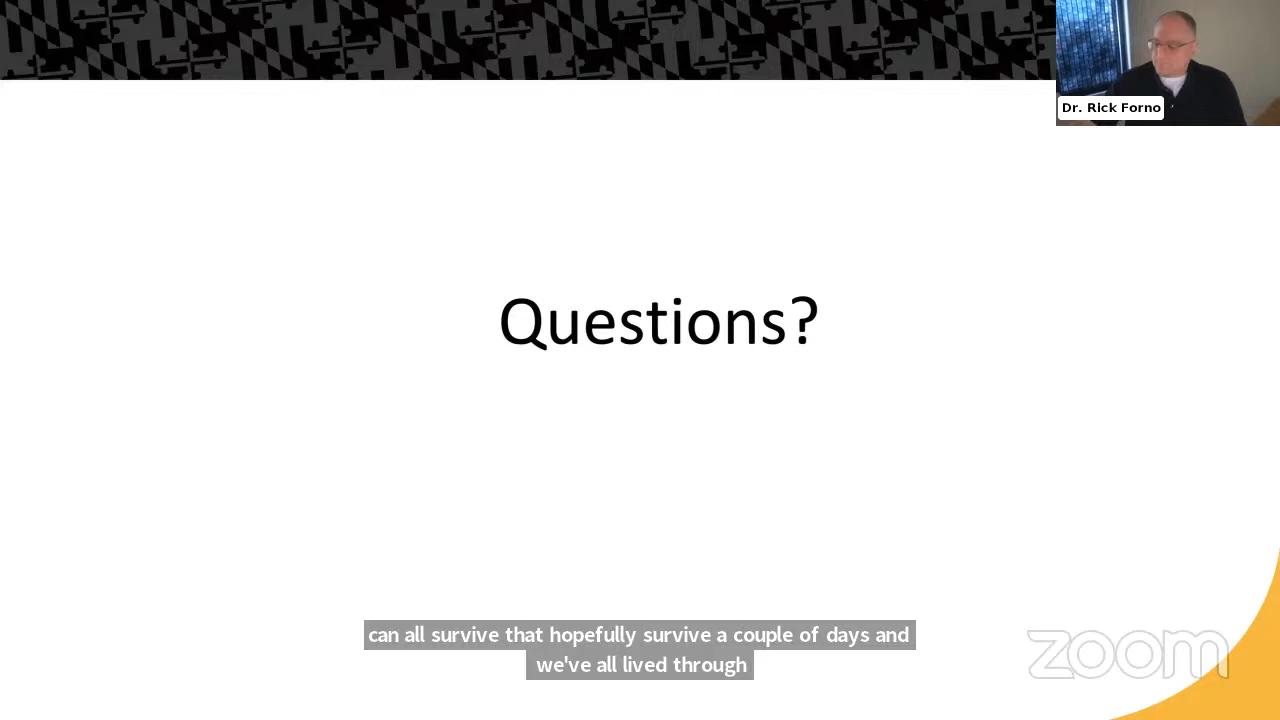 Dr. Rick Forno
Questions?
can all survive that hopefully survive a couple of days and
we've all lived through
zoom